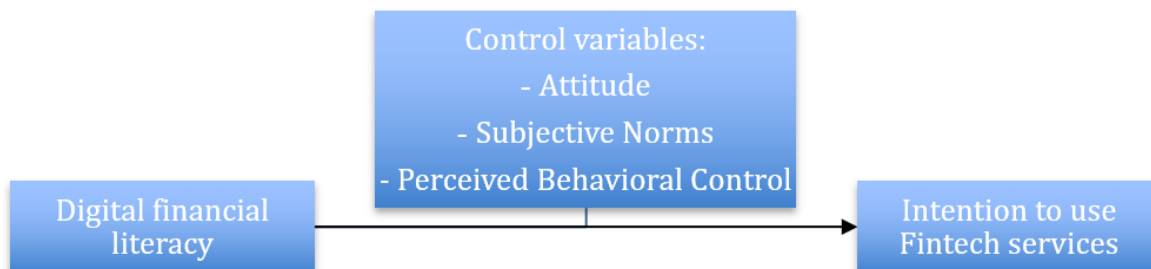 Control variables:
- Attitude
- Subjective Norms
- Perceived Behavioral Control
Digital financial
literacy
Intention to use
Fintech services